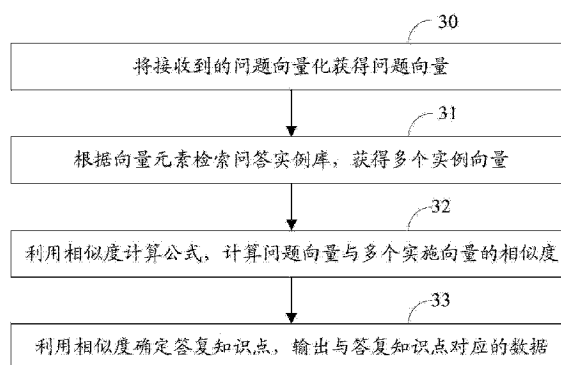 30
将接收到的问题向量化获得问题向量
31
根据向量元素检索问答实例库，获得多个实例向量
32
利用相似度计算公式，计算问题向量与多个实施向量的相似度
33
利用相似度确定答复知识点，输出与答复知识点对应的数据